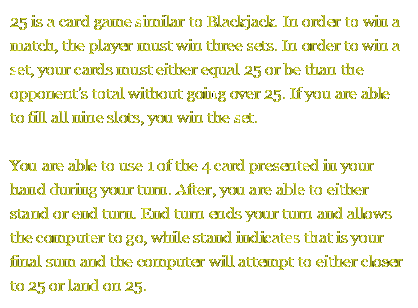 25 is a card game similar to Blackjack. In order to win a
match, the player must win three sets. In order to win a
set, your cards must either equal 25 or be than the
opponent's total without going over 25. If you are able
to fill all nine slots, you win the set.
You are able to use 1 of the 4 card presented in your
hand during your turn. After, you are able to either
stand or end turn. End turn ends your turn and allows
the computer to go, while stand indicates that is your
final sum and the computer will attempt to either closer
to 25 or land on 25.